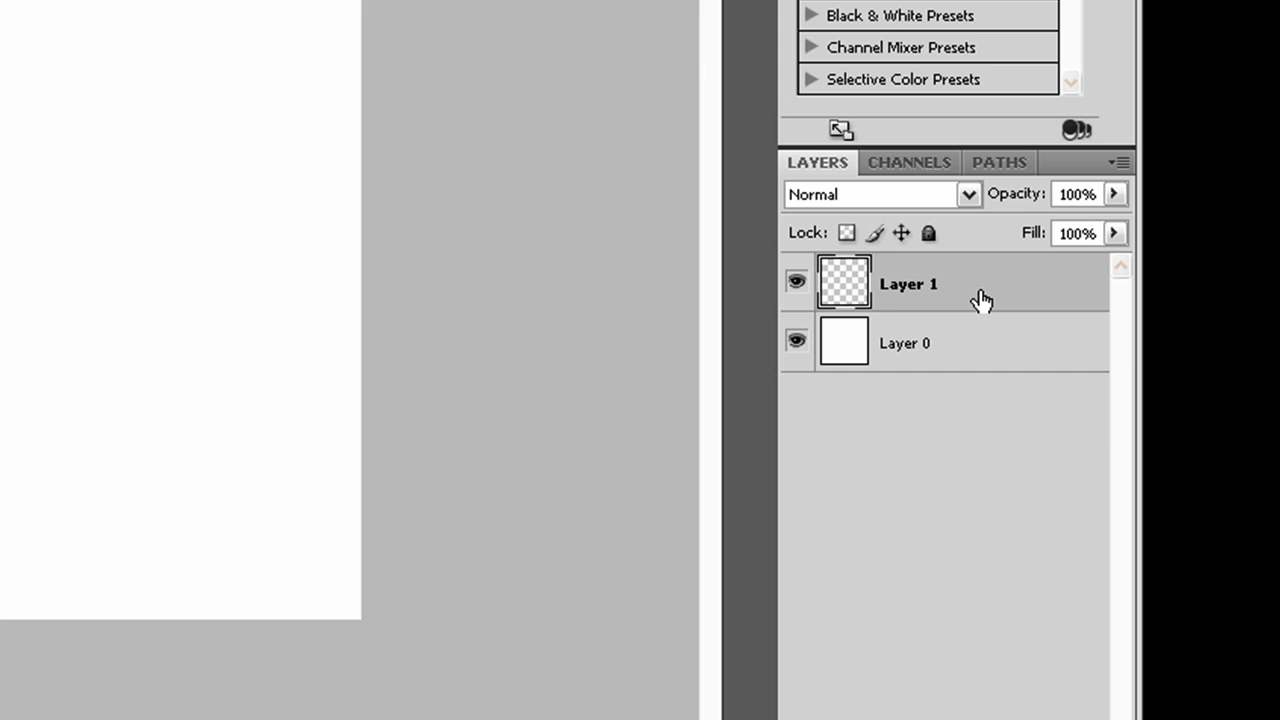 Black & White Presets
Channel Mixer Presets
Selective Color Presets
LAYERS CHANNELS PATHS
Normal Opacity: 100%
Lock: Fill: 100%
Layer 1
Layer 0